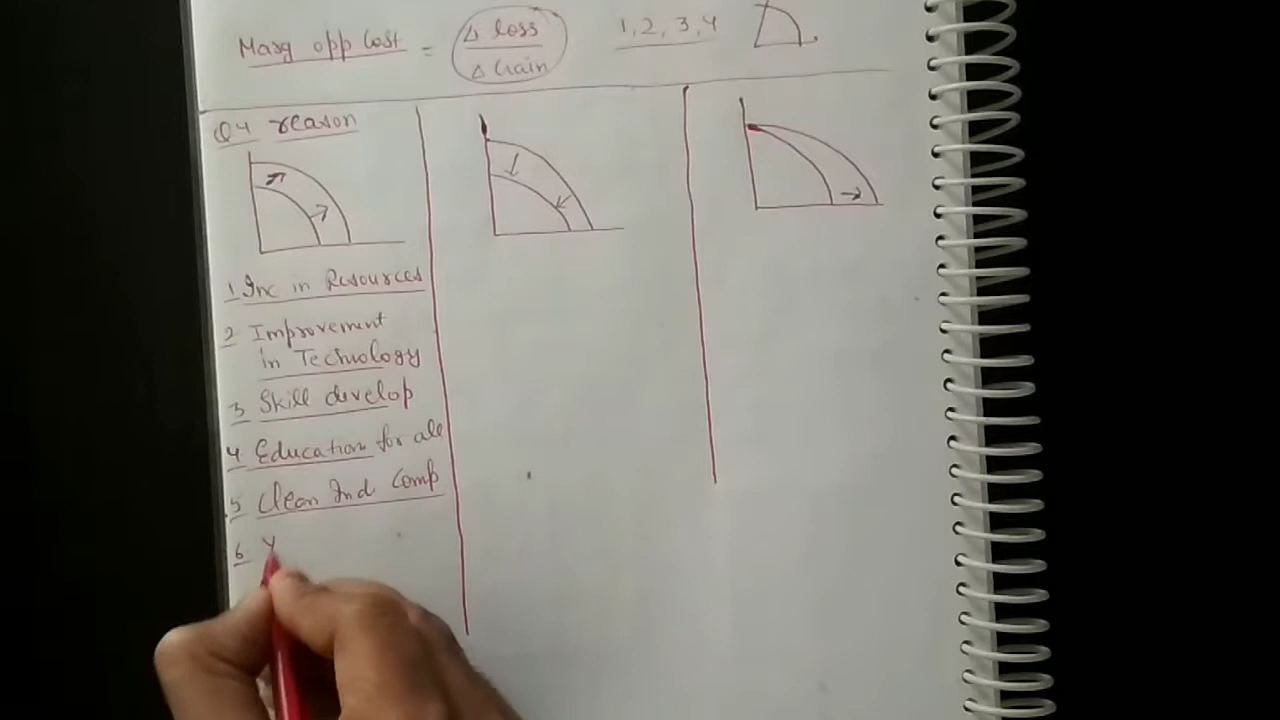 Marg opp Cost = Δ loss
Δ Gain
1, 2, 3, 4
Q4 reason
1 Inc in Resources
2 Improvement
in Technology
3 Skill develop
4 Education for all
5 Clean Ind Comp
6 Y